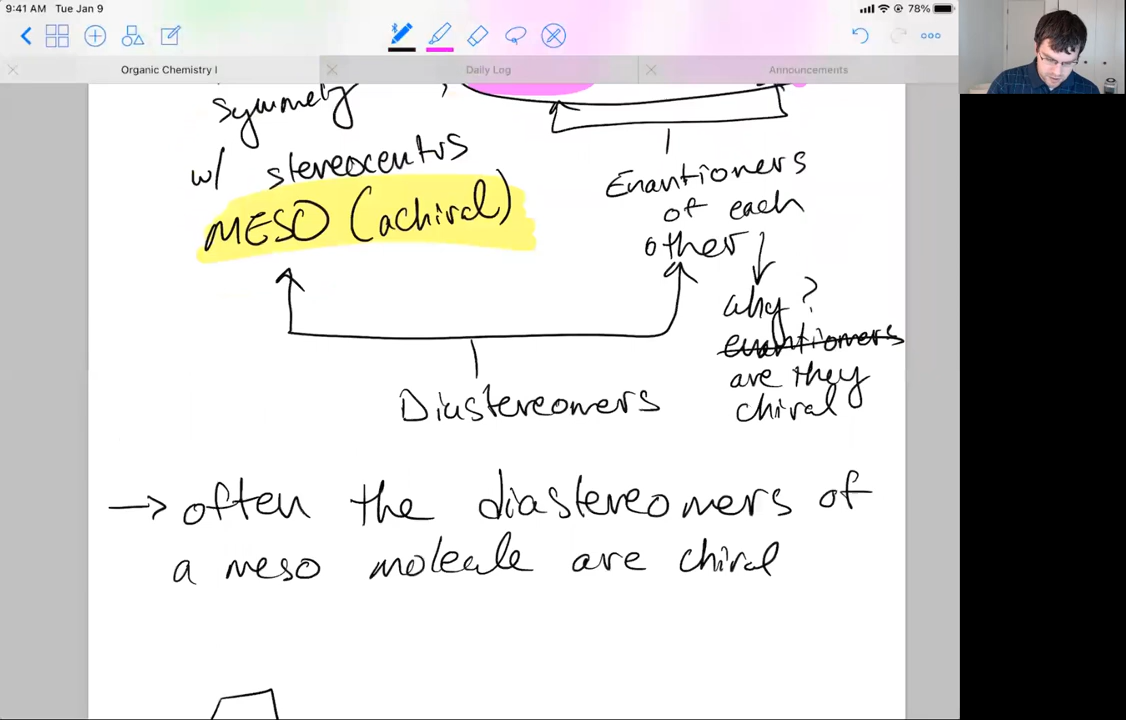 9:41 AM Tue Jan 9
78%
Organic Chemistry I
Daily Log
Announcements
symmety
w/ stereocenters
MESO (achiral)
Enantiomers
of each
other
why?
enantiomers
are they
chiral
Diastereomers
→ often the diastereomers of
a meso molecule are chiral